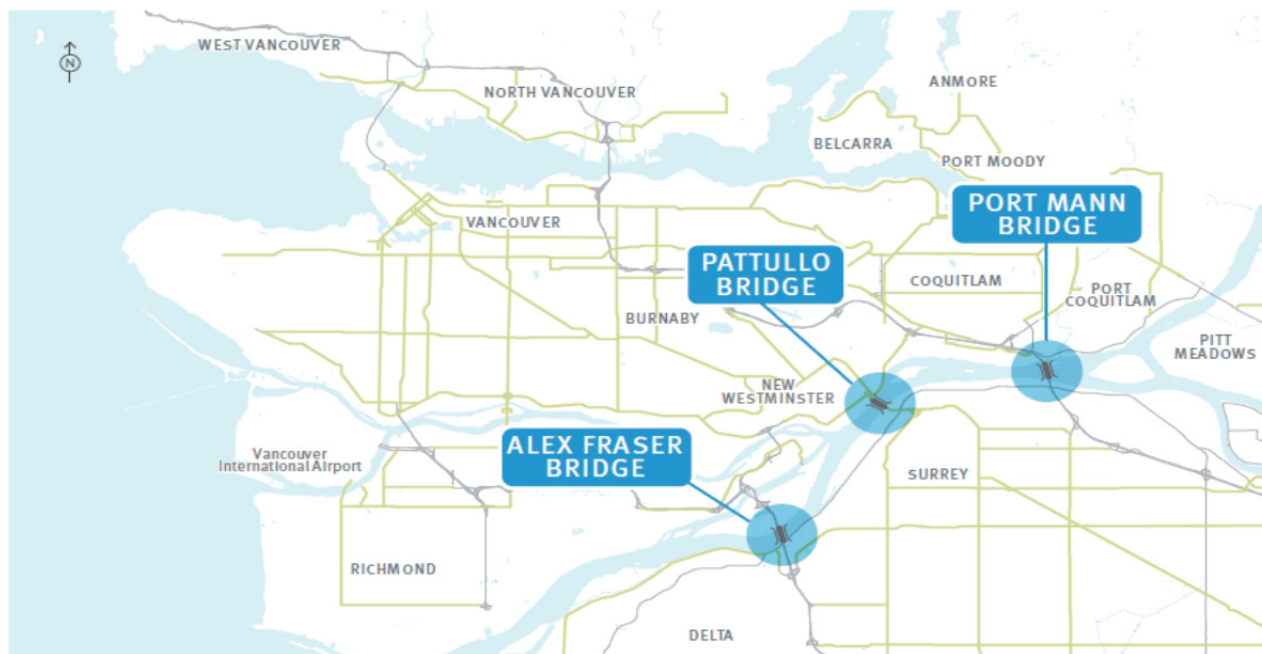 WEST VANCOUVER
N
NORTH VANCOUVER
ANMORE
BELCARRA
PORT MOODY
PORT MANN
BRIDGE
VANCOUVER
PATTULLO
BRIDGE
COQUITLAM
PORT
COQUITLAM
BURNABY
PITT
MEADOWS
NEW
WESTMINSTER
ALEX FRASER
BRIDGE
Vancouver
International Airport
SURREY
RICHMOND
DELTA